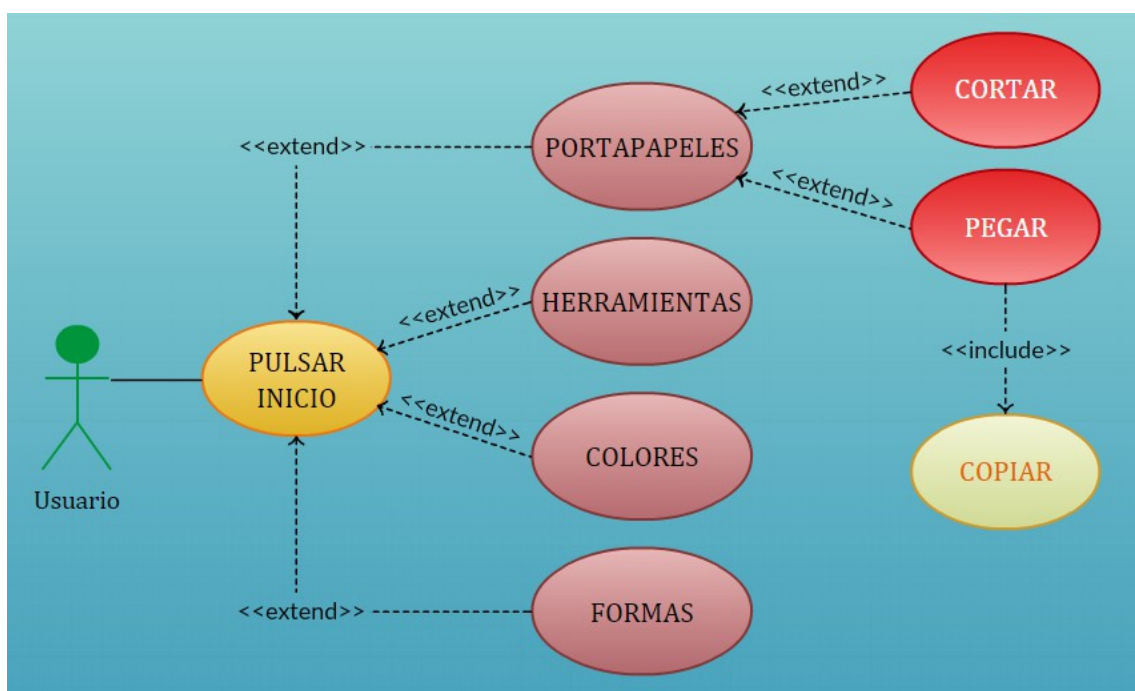 CORTAR
<<extend>>
<<extend>>
PORTAPAPELES
<<extend>>
PEGAR
<<extend>>
HERRAMIENTAS
<<include>>
PULSAR
INICIO
<<extend>>
COLORES
COPIAR
Usuario
<<extend>>
FORMAS